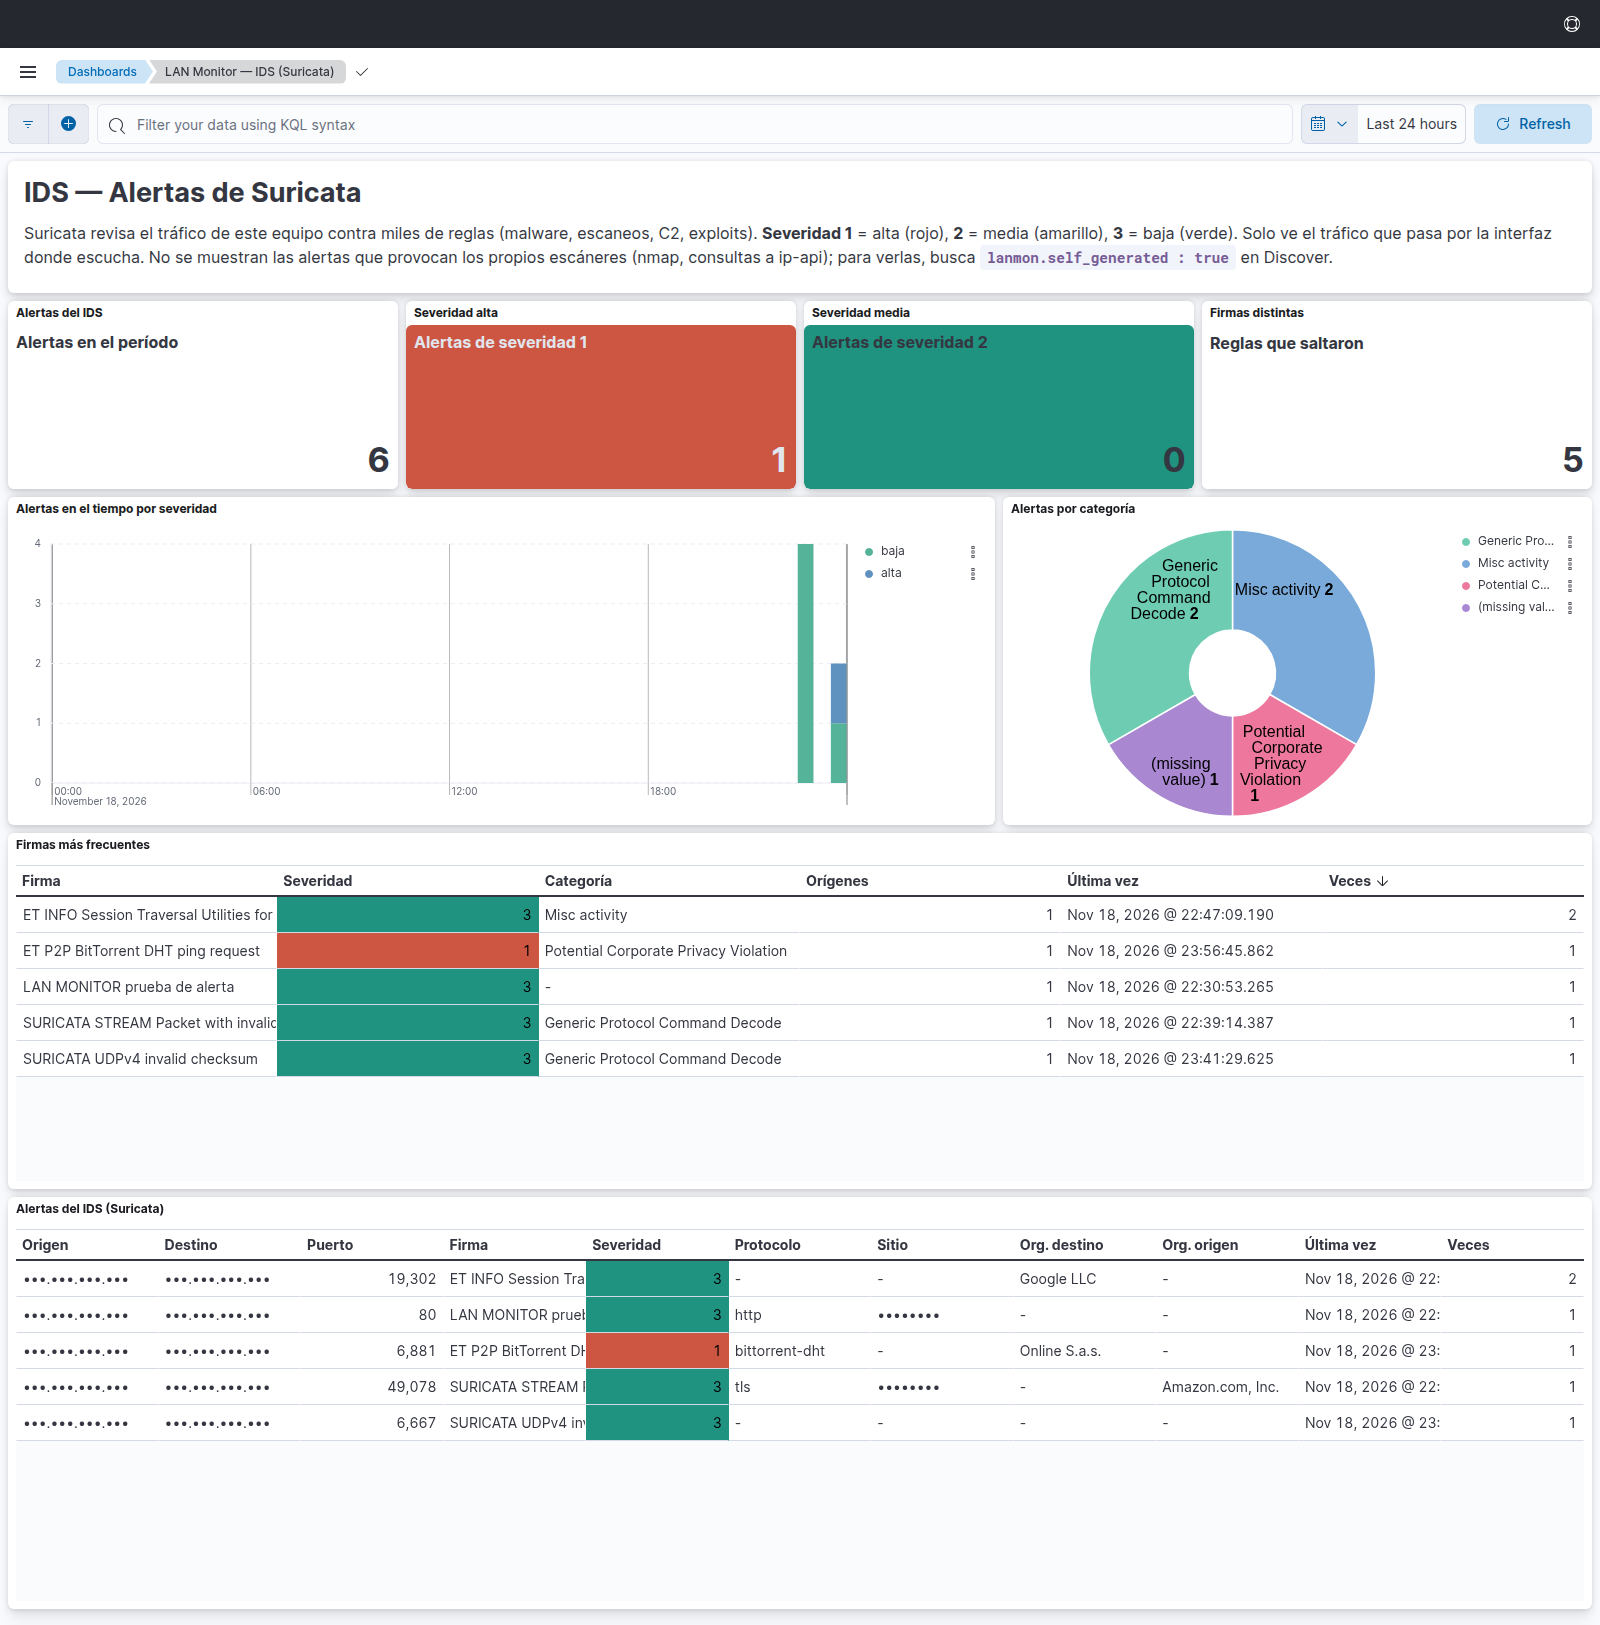 Dashboards
LAN Monitor — IDS (Suricata)
Filter your data using KQL syntax
Last 24 hours
Refresh
IDS — Alertas de Suricata
Suricata revisa el tráfico de este equipo contra miles de reglas (malware, escaneos, C2, exploits). Severidad 1 = alta (rojo), 2 = media (amarillo), 3 = baja (verde). Solo ve el tráfico que pasa por la interfaz
donde escucha. No se muestran las alertas que provocan los propios escáneres (nmap, consultas a ip-api); para verlas, busca lanmon.self_generated : true en Discover.
Alertas del IDS
Alertas en el período
6
Severidad alta
Alertas de severidad 1
1
Severidad media
Alertas de severidad 2
0
Firmas distintas
Reglas que saltaron
5
Alertas en el tiempo por severidad
4
3
2
1
0
00:00
November 18, 2026
06:00
12:00
18:00
baja
alta
Alertas por categoría
Generic
Protocol
Command
Decode 2
Misc activity 2
(missing
value) 1
Potential
Corporate
Privacy
Violation
1
Generic Pro...
Misc activity
Potential C...
(missing val...
Firmas más frecuentes
Firma Severidad Categoría Orígenes Última vez Veces
ET INFO Session Traversal Utilities for 3 Misc activity 1 Nov 18, 2026 @ 22:47:09.190 2
ET P2P BitTorrent DHT ping request 1 Potential Corporate Privacy Violation 1 Nov 18, 2026 @ 23:56:45.862 1
LAN MONITOR prueba de alerta 3 - 1 Nov 18, 2026 @ 22:30:53.265 1
SURICATA STREAM Packet with invalid 3 Generic Protocol Command Decode 1 Nov 18, 2026 @ 22:39:14.387 1
SURICATA UDPv4 invalid checksum 3 Generic Protocol Command Decode 1 Nov 18, 2026 @ 23:41:29.625 1
Alertas del IDS (Suricata)
Origen Destino Puerto Firma Severidad Protocolo Sitio Org. destino Org. origen Última vez Veces
•••.•••.•••.••• •••.•••.•••.••• 19,302 ET INFO Session Tra 3 - - Google LLC - Nov 18, 2026 @ 22: 2
•••.•••.•••.••• •••.•••.•••.••• 80 LAN MONITOR prueb 3 http •••••••• - - Nov 18, 2026 @ 22: 1
•••.•••.•••.••• •••.•••.•••.••• 6,881 ET P2P BitTorrent DH 1 bittorrent-dht - Online S.a.s. - Nov 18, 2026 @ 23: 1
•••.•••.•••.••• •••.•••.•••.••• 49,078 SURICATA STREAM 3 tls •••••••• - Amazon.com, Inc. Nov 18, 2026 @ 22: 1
•••.•••.•••.••• •••.•••.•••.••• 6,667 SURICATA UDPv4 inv 3 - - - - Nov 18, 2026 @ 23: 1